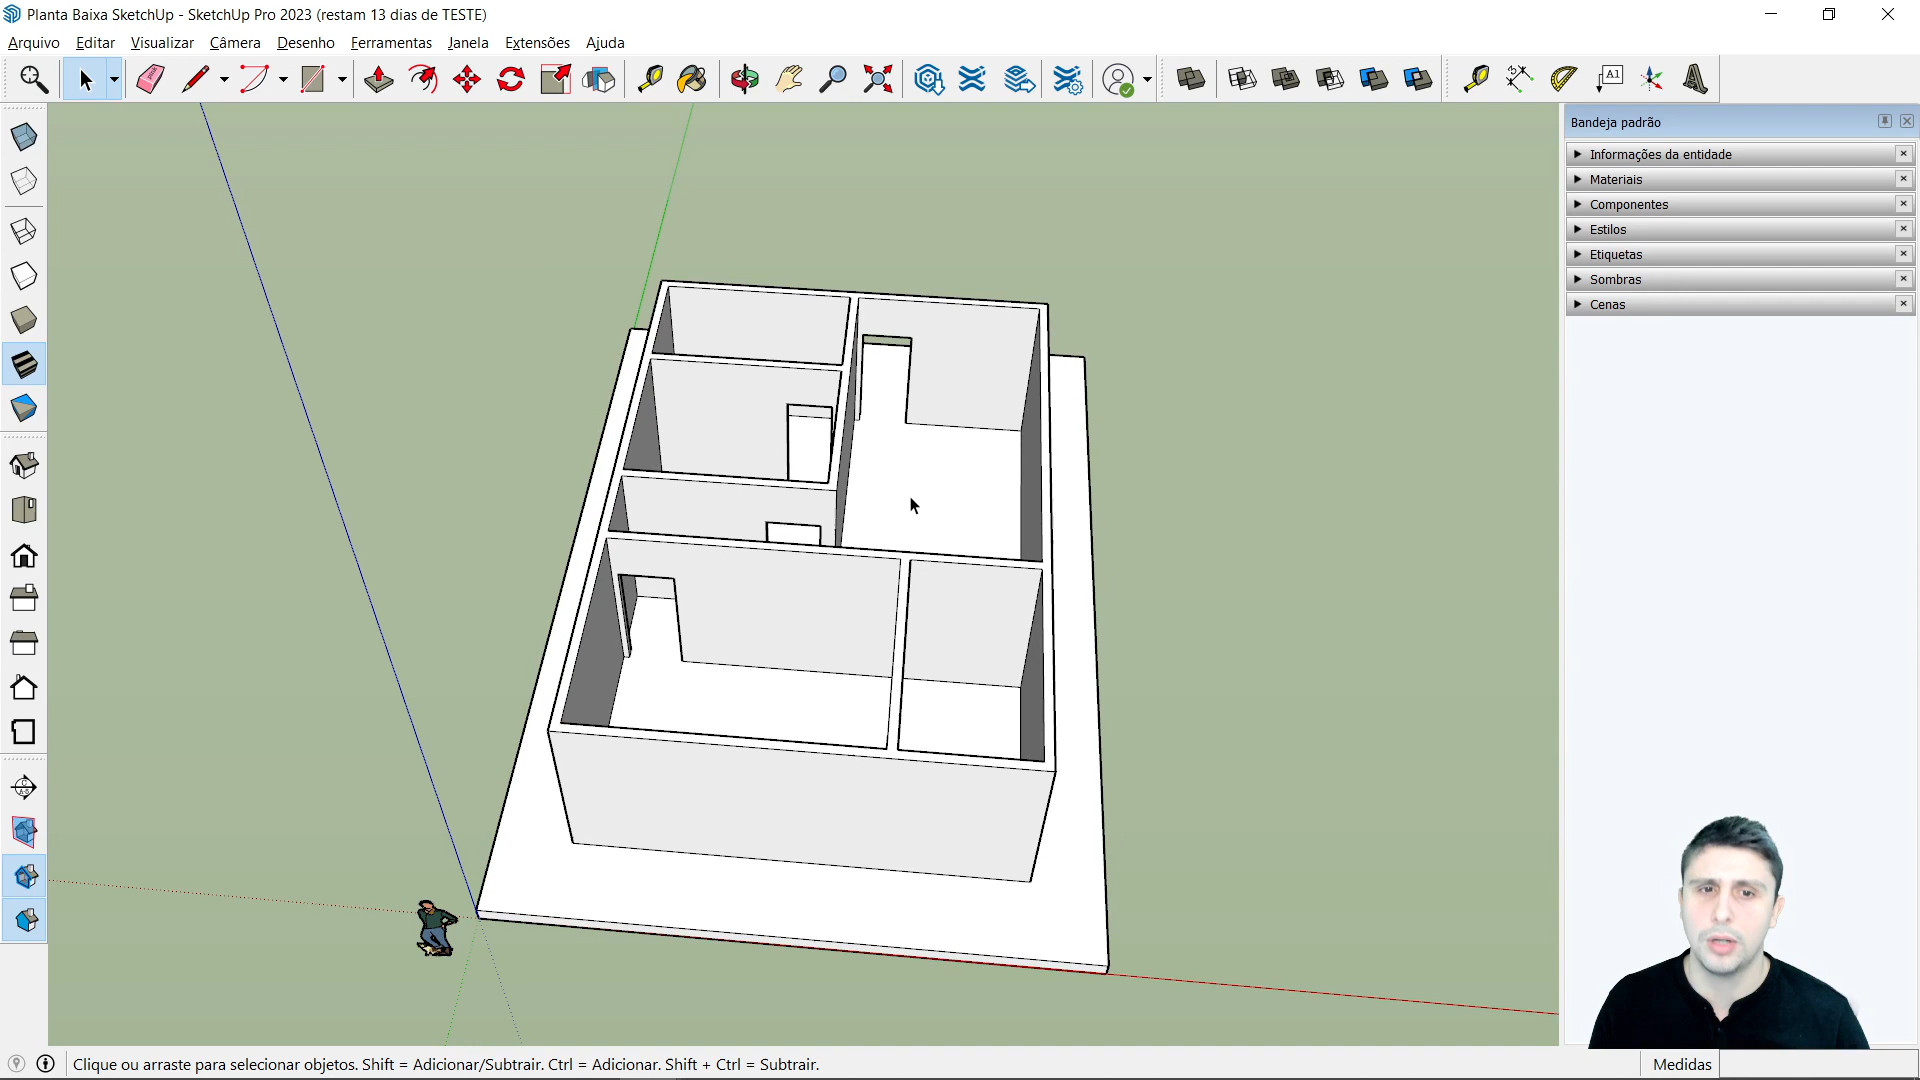 Planta Baixa SketchUp - SketchUp Pro 2023 (restam 13 dias de TESTE)
Arquivo Editar Visualizar Câmera Desenho Ferramentas Janela Extensões Ajuda
A1
Bandeja padrão
Informações da entidade
Materiais
Componentes
Estilos
Etiquetas
Sombras
Cenas
Clique ou arraste para selecionar objetos. Shift = Adicionar/Subtrair. Ctrl = Adicionar. Shift + Ctrl = Subtrair.
Medidas